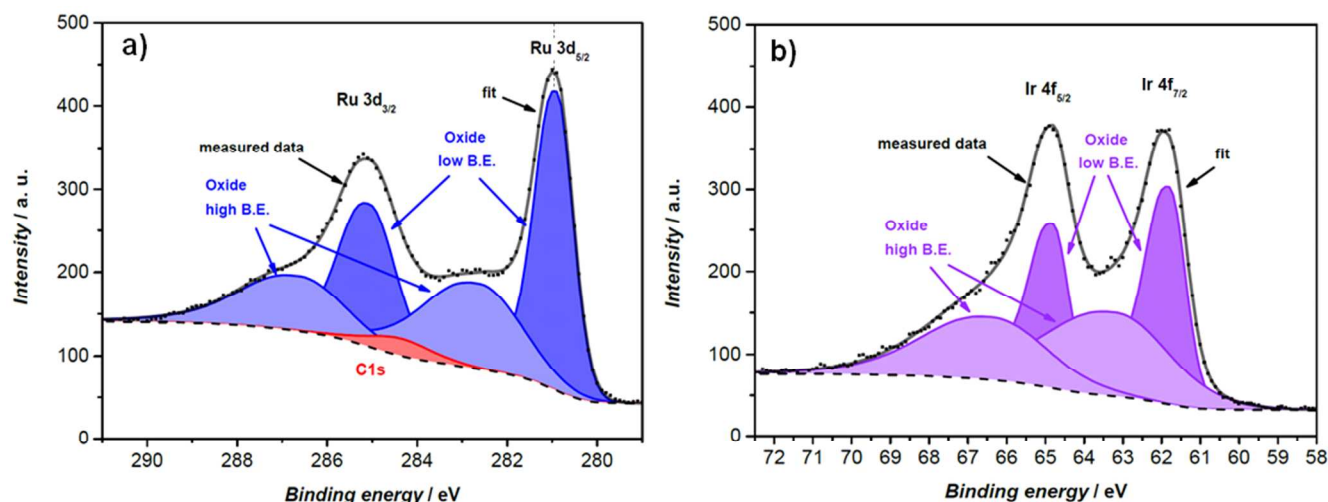 a)
Ru 3d5/2
Ru 3d3/2
fit
measured data
Oxide
low B.E.
Oxide
high B.E.
C1s
500
400
300
200
100
0
290 288 286 284 282 280
Intensity / a. u.
Binding energy / eV
b)
Ir 4f5/2
Ir 4f7/2
measured data
Oxide
low B.E.
fit
Oxide
high B.E.
500
400
300
200
100
0
72 71 70 69 68 67 66 65 64 63 62 61 60 59 58
Intensity / a.u.
Binding energy / eV